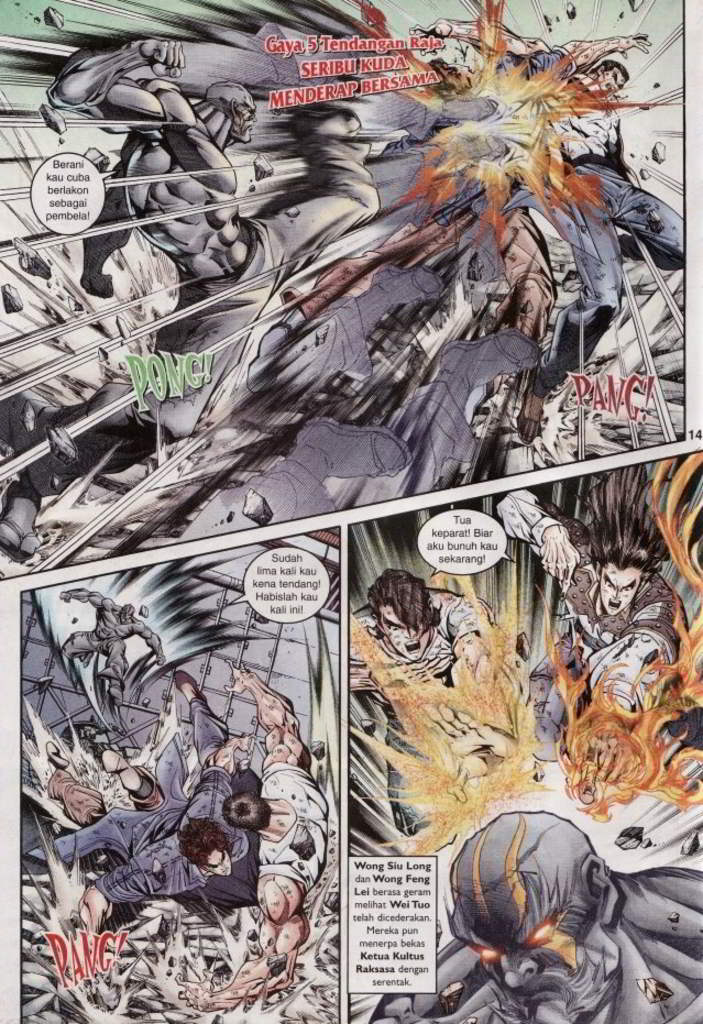 Gaya 5 Tendangan Raja
SERIBU KUDA
MENDERAP BERSAMA
Berani
kau cuba
berlakon
sebagai
pembela!
PONG!
PANG!
14
Sudah
lima kali kau
kena tendang!
Habislah kau
kali ini!
PANG!
Tua
keparat! Biar
aku bunuh kau
sekarang!
Wong Siu Long
dan Wong Feng
Lei berasa geram
melihat Wei Tuo
telah dicederakan.
Mereka pun
menerpa bekas
Ketua Kultus
Raksasa dengan
serentak.